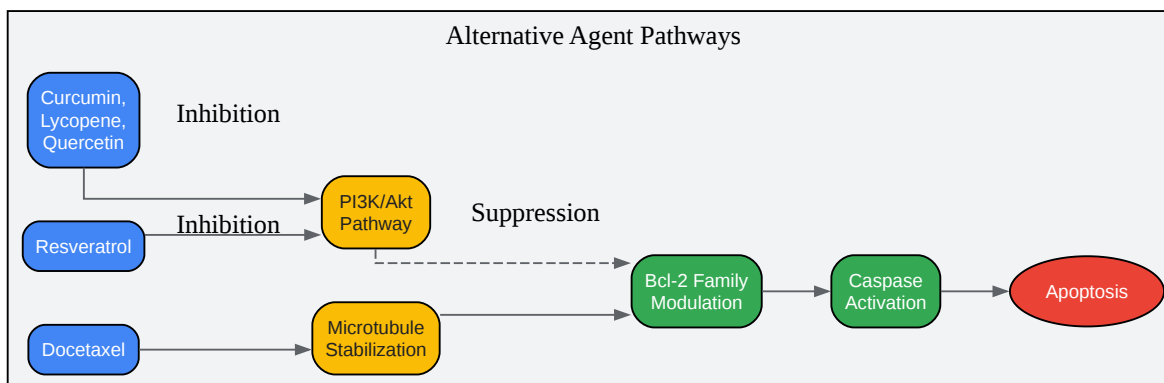 Alternative Agent Pathways
Curcumin,
Lycopene,
Quercetin
Inhibition
PI3K/Akt
Pathway
Suppression
Inhibition
Resveratrol
Bcl-2 Family
Modulation
Caspase
Activation
Apoptosis
Microtubule
Stabilization
Docetaxel